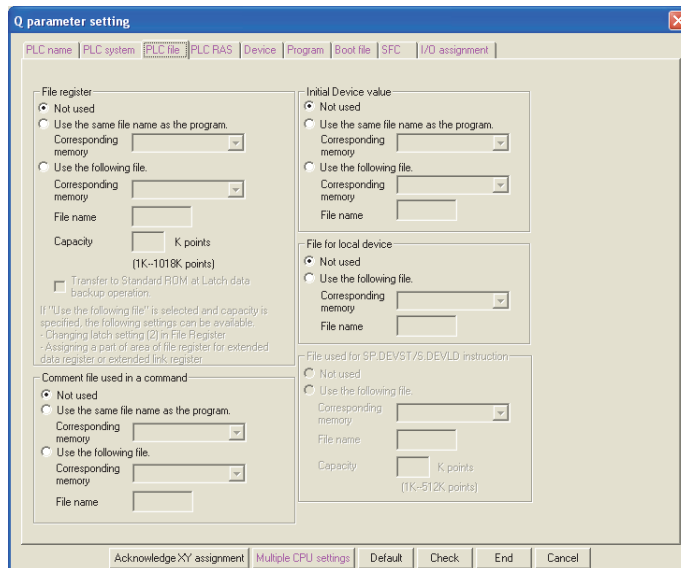 Q parameter setting
PLC name PLC system PLC file PLC RAS Device Program Boot file SFC I/O assignment
File register
Not used
Use the same file name as the program.
Corresponding
memory
Use the following file.
Corresponding
memory
File name
Capacity K points
(1K--1018K points)
Transfer to Standard ROM at Latch data
backup operation
If "Use the following file" is selected and capacity is
specified, the following settings can be available.
- Changing latch setting (2) in File Register
- Assigning a part of area of file register for extended
data register or extended link register
Comment file used in a command
Not used
Use the same file name as the program.
Corresponding
memory
Use the following file.
Corresponding
memory
File name
Initial Device value
Not used
Use the same file name as the program.
Corresponding
memory
Use the following file.
Corresponding
memory
File name
File for local device
Not used
Use the following file.
Corresponding
memory
File name
File used for SP.DEVST/S.DEVLD instruction
Not used
Use the following file.
Corresponding
memory
File name
Capacity K points
(1K--512K points)
Acknowledge XY assignment Multiple CPU settings Default Check End Cancel